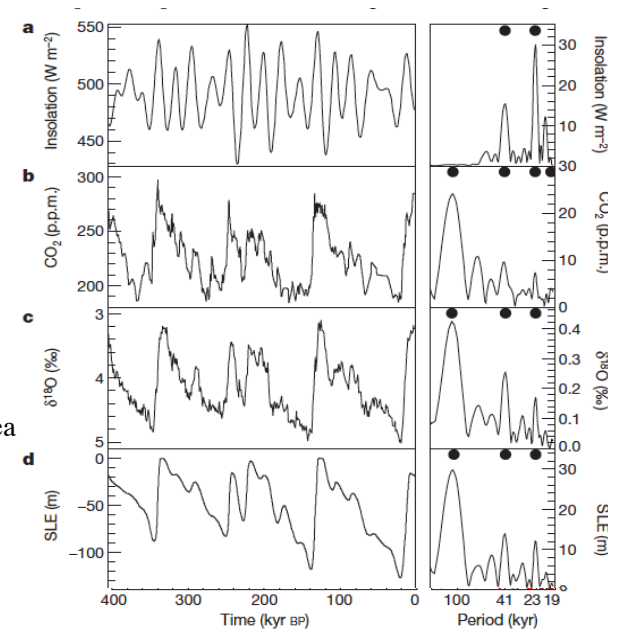 a
Insolation (W m⁻²)
550
500
450
30
20
10
Insolation (W m⁻²)
b
CO₂ (p.p.m.)
300
250
200
30
20
10
0
CO₂ (p.p.m.)
c
δ¹⁸O (‰)
3
4
5
0.4
0.3
0.2
0.1
0.0
δ¹⁸O (‰)
ea
d
SLE (m)
0
−50
−100
30
20
10
0
SLE (m)
400 300 200 100 0
100 41 23 19
Time (kyr BP)
Period (kyr)